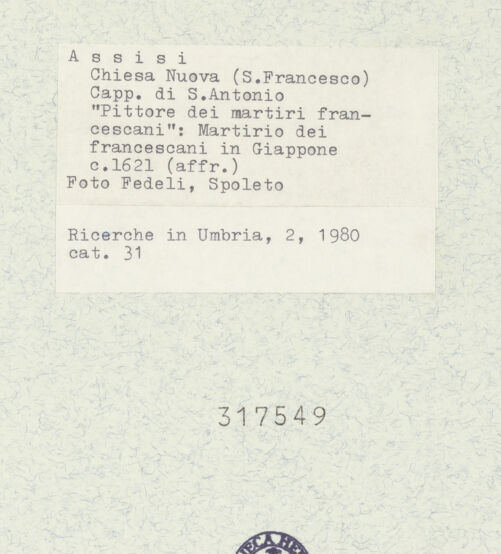 A s s i s i
Chiesa Nuova (S.Francesco)
Capp. di S.Antonio
"Pittore dei martiri fran-
cescani": Martirio dei
francescani in Giappone
c.1621 (affr.)
Foto Fedeli, Spoleto
Ricerche in Umbria, 2, 1980
cat. 31
317549